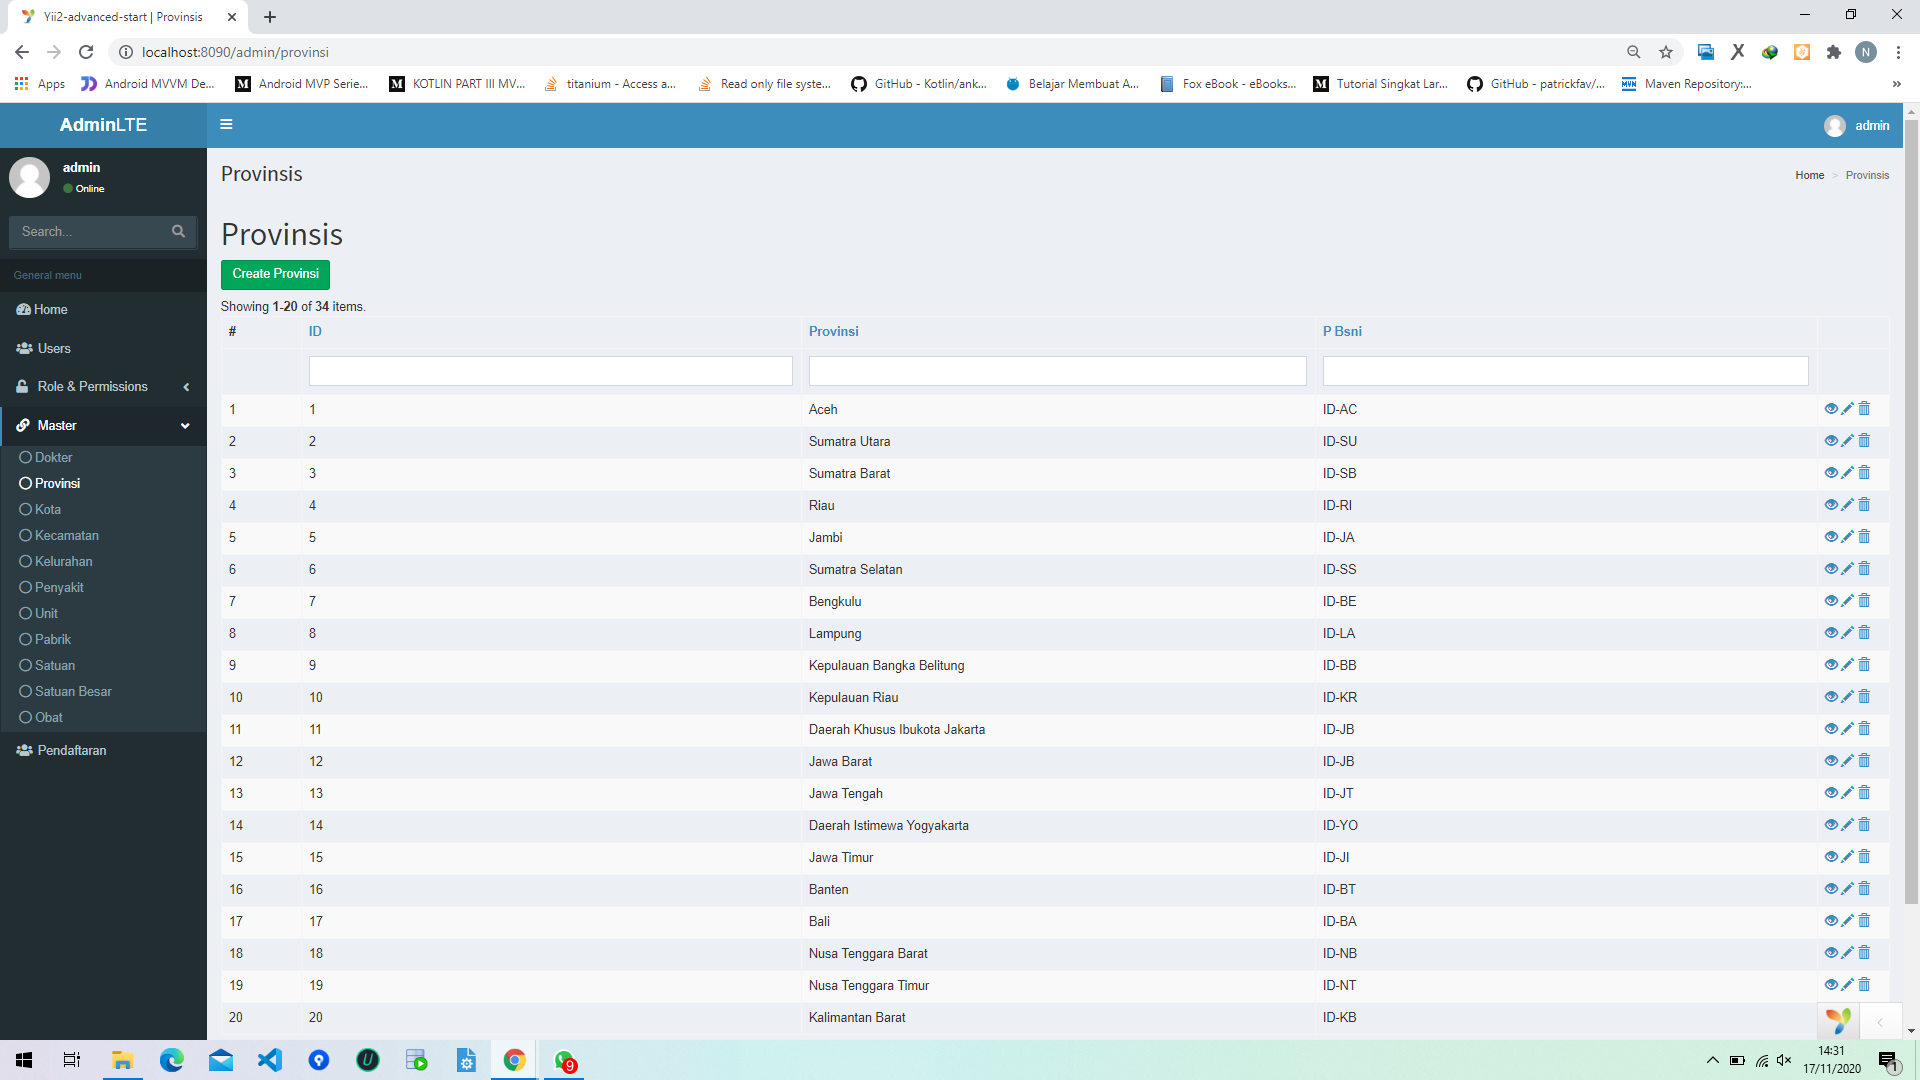 Yii2-advanced-start | Provinsis
localhost:8090/admin/provinsi
N
Apps
Android MVVM De...
Android MVP Serie...
KOTLIN PART III MV...
titanium - Access a...
Read only file syste...
GitHub - Kotlin/ank...
Belajar Membuat A...
Fox eBook - eBooks...
Tutorial Singkat Lar...
GitHub - patrickfav/...
Maven Repository:...
AdminLTE
admin
admin
Online
Search...
General menu
Home
Users
Role & Permissions
Master
Dokter
Provinsi
Kota
Kecamatan
Kelurahan
Penyakit
Unit
Pabrik
Satuan
Satuan Besar
Obat
Pendaftaran
Provinsis
Home > Provinsis
Provinsis
Create Provinsi
Showing 1-20 of 34 items.
# ID Provinsi P Bsni
1 1 Aceh ID-AC
2 2 Sumatra Utara ID-SU
3 3 Sumatra Barat ID-SB
4 4 Riau ID-RI
5 5 Jambi ID-JA
6 6 Sumatra Selatan ID-SS
7 7 Bengkulu ID-BE
8 8 Lampung ID-LA
9 9 Kepulauan Bangka Belitung ID-BB
10 10 Kepulauan Riau ID-KR
11 11 Daerah Khusus Ibukota Jakarta ID-JB
12 12 Jawa Barat ID-JB
13 13 Jawa Tengah ID-JT
14 14 Daerah Istimewa Yogyakarta ID-YO
15 15 Jawa Timur ID-JI
16 16 Banten ID-BT
17 17 Bali ID-BA
18 18 Nusa Tenggara Barat ID-NB
19 19 Nusa Tenggara Timur ID-NT
20 20 Kalimantan Barat ID-KB
9
14:31
17/11/2020
1